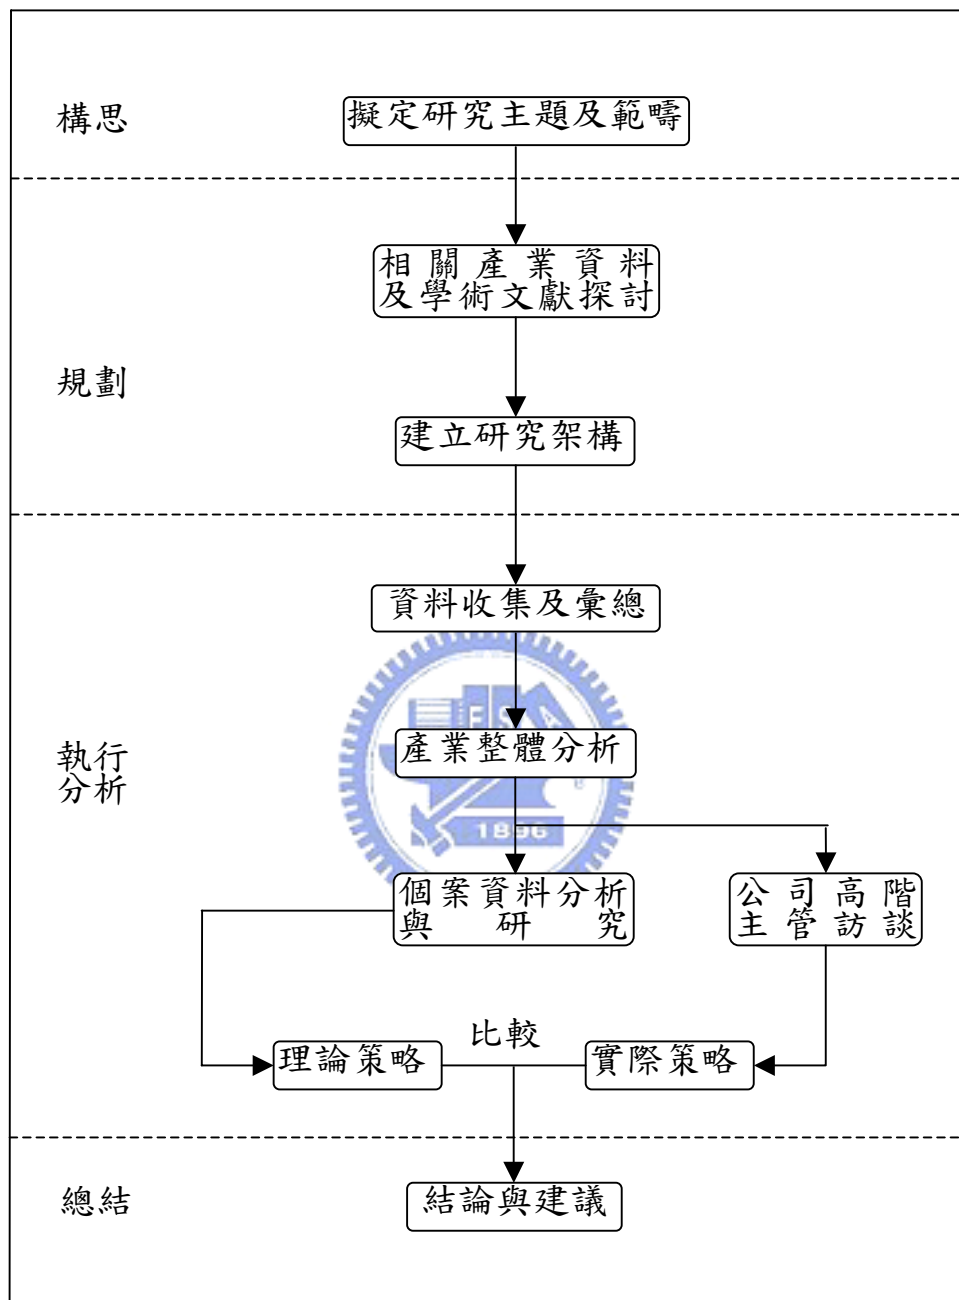 構思
擬定研究主題及範疇
相關產業資料
及學術文獻探討
規劃
建立研究架構
資料收集及彙總
E S A
產業整體分析
執行
分析
1896
個案資料分析
與研究
公司高階
主管訪談
比較
理論策略
實際策略
總結
結論與建議